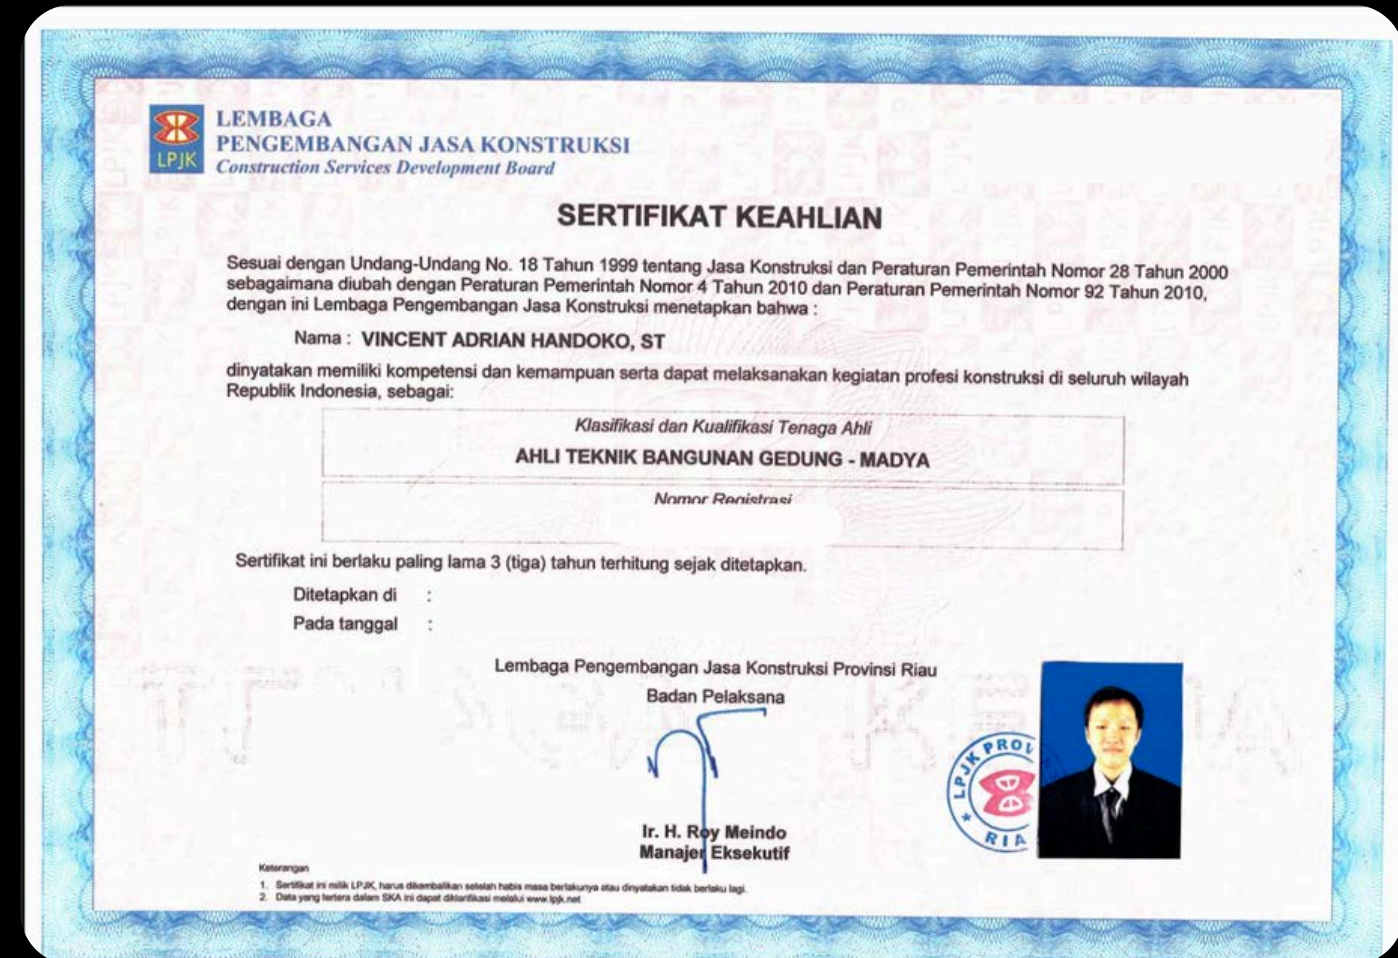 LPJK
LEMBAGA
PENGEMBANGAN JASA KONSTRUKSI
Construction Services Development Board
SERTIFIKAT KEAHLIAN
Sesuai dengan Undang-Undang No. 18 Tahun 1999 tentang Jasa Konstruksi dan Peraturan Pemerintah Nomor 28 Tahun 2000
sebagaimana diubah dengan Peraturan Pemerintah Nomor 4 Tahun 2010 dan Peraturan Pemerintah Nomor 92 Tahun 2010,
dengan ini Lembaga Pengembangan Jasa Konstruksi menetapkan bahwa :
Nama : VINCENT ADRIAN HANDOKO, ST
dinyatakan memiliki kompetensi dan kemampuan serta dapat melaksanakan kegiatan profesi konstruksi di seluruh wilayah
Republik Indonesia, sebagai:
Klasifikasi dan Kualifikasi Tenaga Ahli
AHLI TEKNIK BANGUNAN GEDUNG - MADYA
Nomor Registrasi
Sertifikat ini berlaku paling lama 3 (tiga) tahun terhitung sejak ditetapkan.
Ditetapkan di :
Pada tanggal :
Lembaga Pengembangan Jasa Konstruksi Provinsi Riau
Badan Pelaksana
LPJK PROV
RIA
Ir. H. Roy Meindo
Manajer Eksekutif
Keterangan
1. Sertifikat ini milik LPJK, harus dikembalikan setelah habis masa berlakunya atau dinyatakan tidak berlaku lagi.
2. Data yang tertera dalam SKA ini dapat diklarifikasi melalui www.lpjk.net